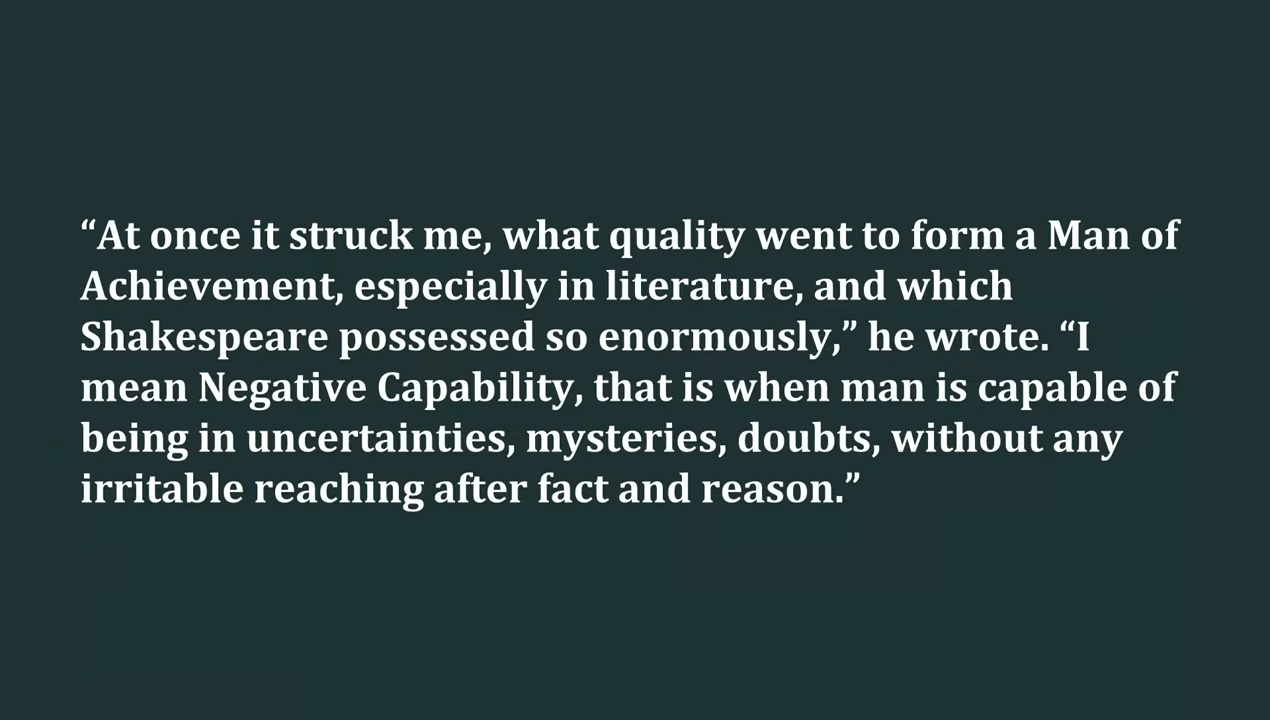 “At once it struck me, what quality went to form a Man of
Achievement, especially in literature, and which
Shakespeare possessed so enormously,” he wrote. “I
mean Negative Capability, that is when man is capable of
being in uncertainties, mysteries, doubts, without any
irritable reaching after fact and reason.”